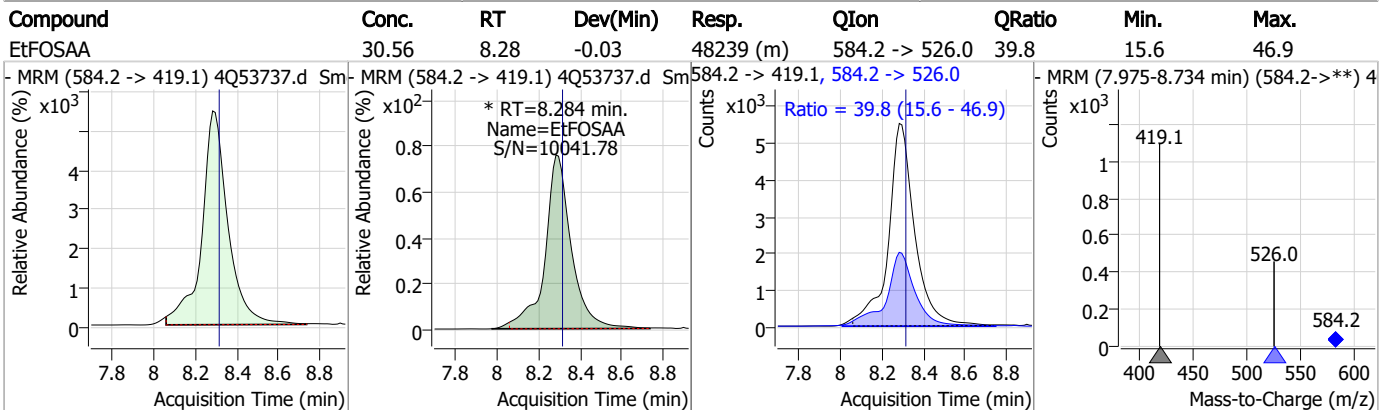 Compound Conc. RT Dev(Min) Resp. QIon QRatio Min. Max.
EtFOSAA 30.56 8.28 -0.03 48239 (m) 584.2 -> 526.0 39.8 15.6 46.9
- MRM (584.2 -> 419.1) 4Q53737.d Sm
Relative Abundance (%)
x10³
4
3
2
1
0
7.8 8 8.2 8.4 8.6 8.8
Acquisition Time (min)
- MRM (584.2 -> 419.1) 4Q53737.d Sm
Relative Abundance (%)
x10²
* RT=8.284 min.
Name=EtFOSAA
S/N=10041.78
0.8
0.6
0.4
0.2
0
7.8 8 8.2 8.4 8.6 8.8
Acquisition Time (min)
584.2 -> 419.1, 584.2 -> 526.0
Counts
x10³
Ratio = 39.8 (15.6 - 46.9)
5
4
3
2
1
0
7.8 8 8.2 8.4 8.6 8.8
Acquisition Time (min)
- MRM (7.975-8.734 min) (584.2->**) 4
Counts
x10³
419.1
526.0
584.2
1
0.8
0.6
0.4
0.2
0
400 450 500 550 600
Mass-to-Charge (m/z)